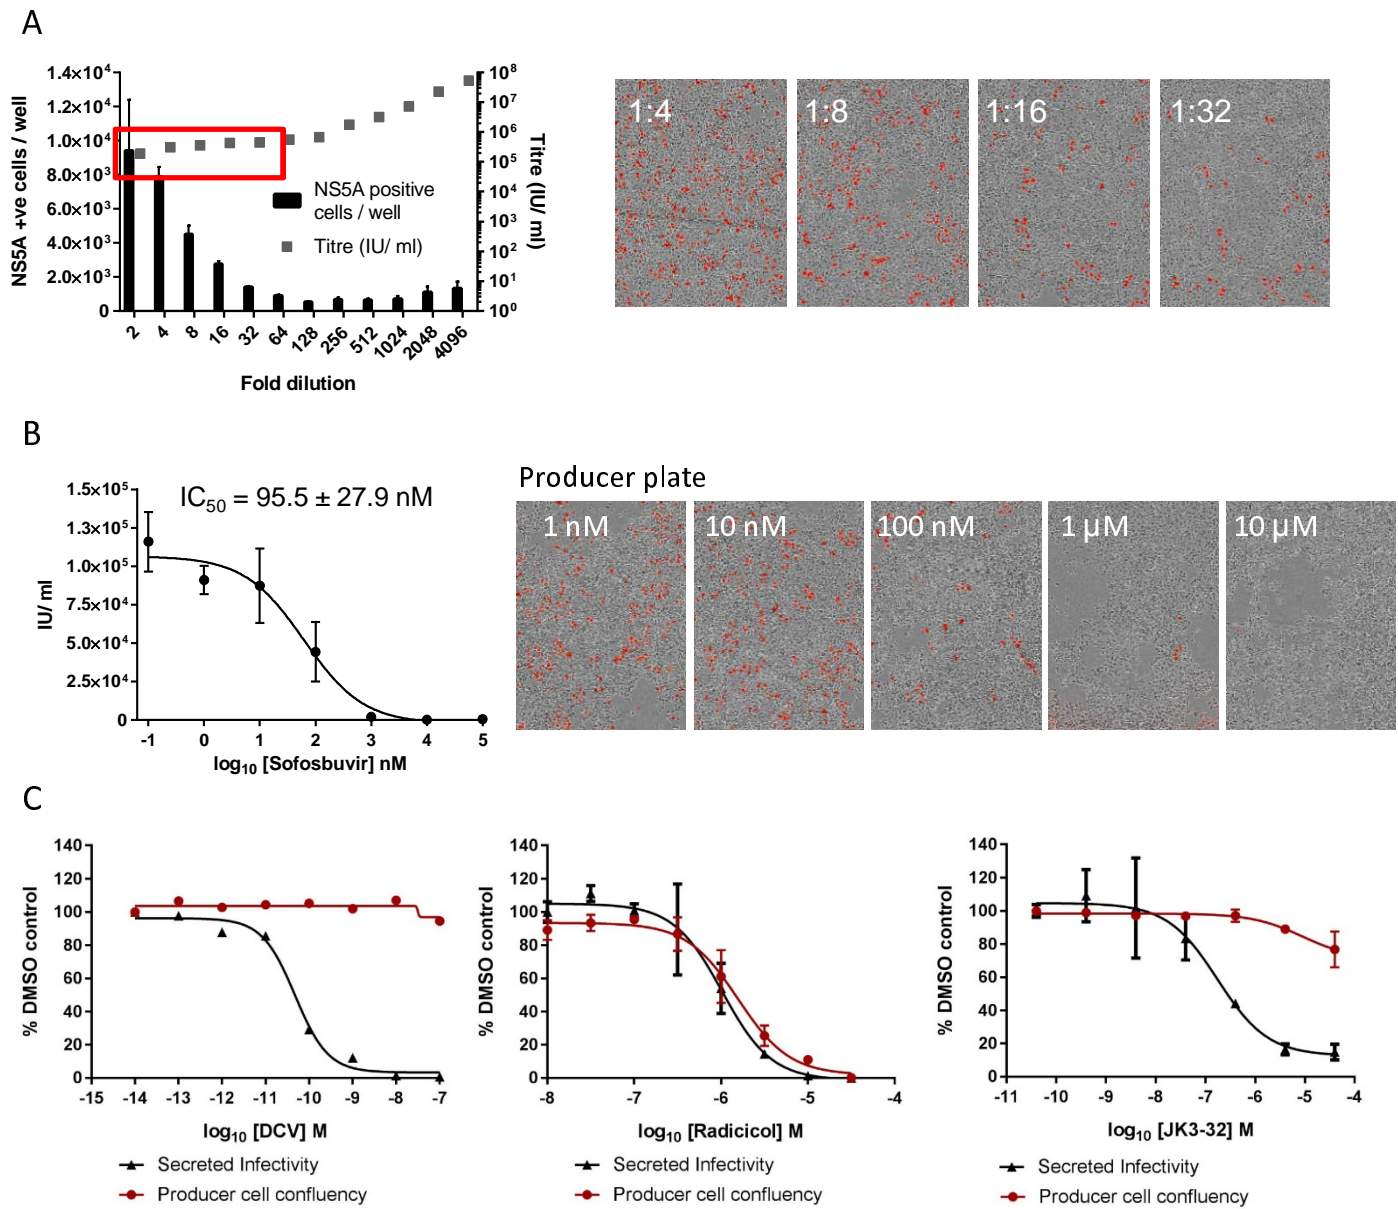 A
NS5A +ve cells / well
1.4×10⁴
1.2×10⁴
1.0×10⁴
8.0×10³
6.0×10³
4.0×10³
2.0×10³
0
10⁸
10⁷
10⁶
10⁵
10⁴
10³
10²
10¹
10⁰
Titre (IU/ ml)
NS5A positive
cells / well
Titre (IU/ ml)
2 4 8 16 32 64 128 256 512 1024 2048 4096
Fold dilution
1:4 1:8 1:16 1:32
B
IC₅₀ = 95.5 ± 27.9 nM
IU/ ml
1.5×10⁵
1.3×10⁵
1.0×10⁵
7.5×10⁴
5.0×10⁴
2.5×10⁴
0
-1 0 1 2 3 4 5
log₁₀ [Sofosbuvir] nM
Producer plate
1 nM 10 nM 100 nM 1 µM 10 µM
C
% DMSO control
140
120
100
80
60
40
20
0
-15 -14 -13 -12 -11 -10 -9 -8 -7
log₁₀ [DCV] M
Secreted Infectivity
Producer cell confluency
% DMSO control
140
120
100
80
60
40
20
0
-8 -7 -6 -5 -4
log₁₀ [Radicicol] M
Secreted Infectivity
Producer cell confluency
% DMSO control
140
120
100
80
60
40
20
0
-11 -10 -9 -8 -7 -6 -5 -4
log₁₀ [JK3-32] M
Secreted Infectivity
Producer cell confluency